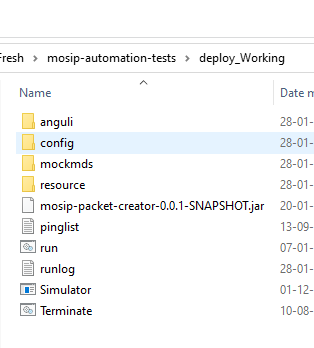 Fresh > mosip-automation-tests > deploy_Working
Name Date m
anguli 28-01-
config 28-01-
mockmds 28-01-
resource 28-01-
mosip-packet-creator-0.0.1-SNAPSHOT.jar 20-01-
pinglist 13-09-
run 07-01-
runlog 28-01-
Simulator 01-12-
Terminate 10-08-